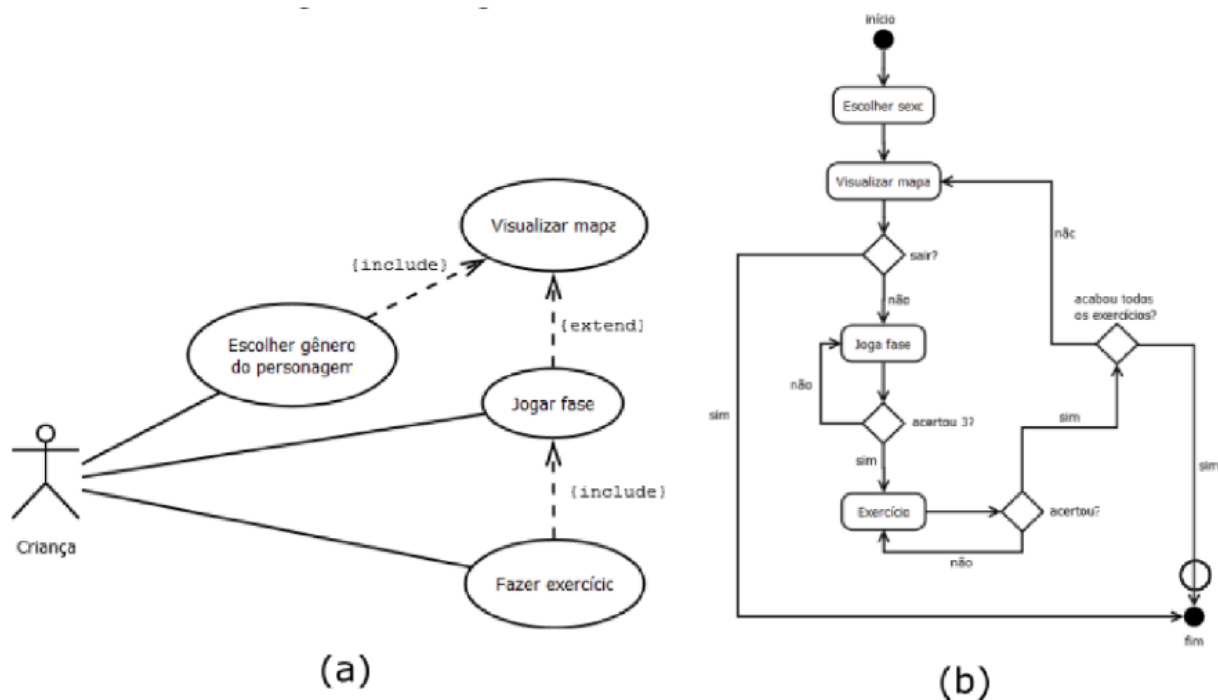 Visualizar mapa
{include}
{extend}
Escolher gênero
do personagem
Jogar fase
{include}
Criança
Fazer exercício
(a)
início
Escolher sexo
Visualizar mapa
não
sair?
não
acabou todos
os exercícios?
Joga fase
não
sim
acertou 3?
sim
sim
sim
Exercício
acertou?
não
fim
(b)